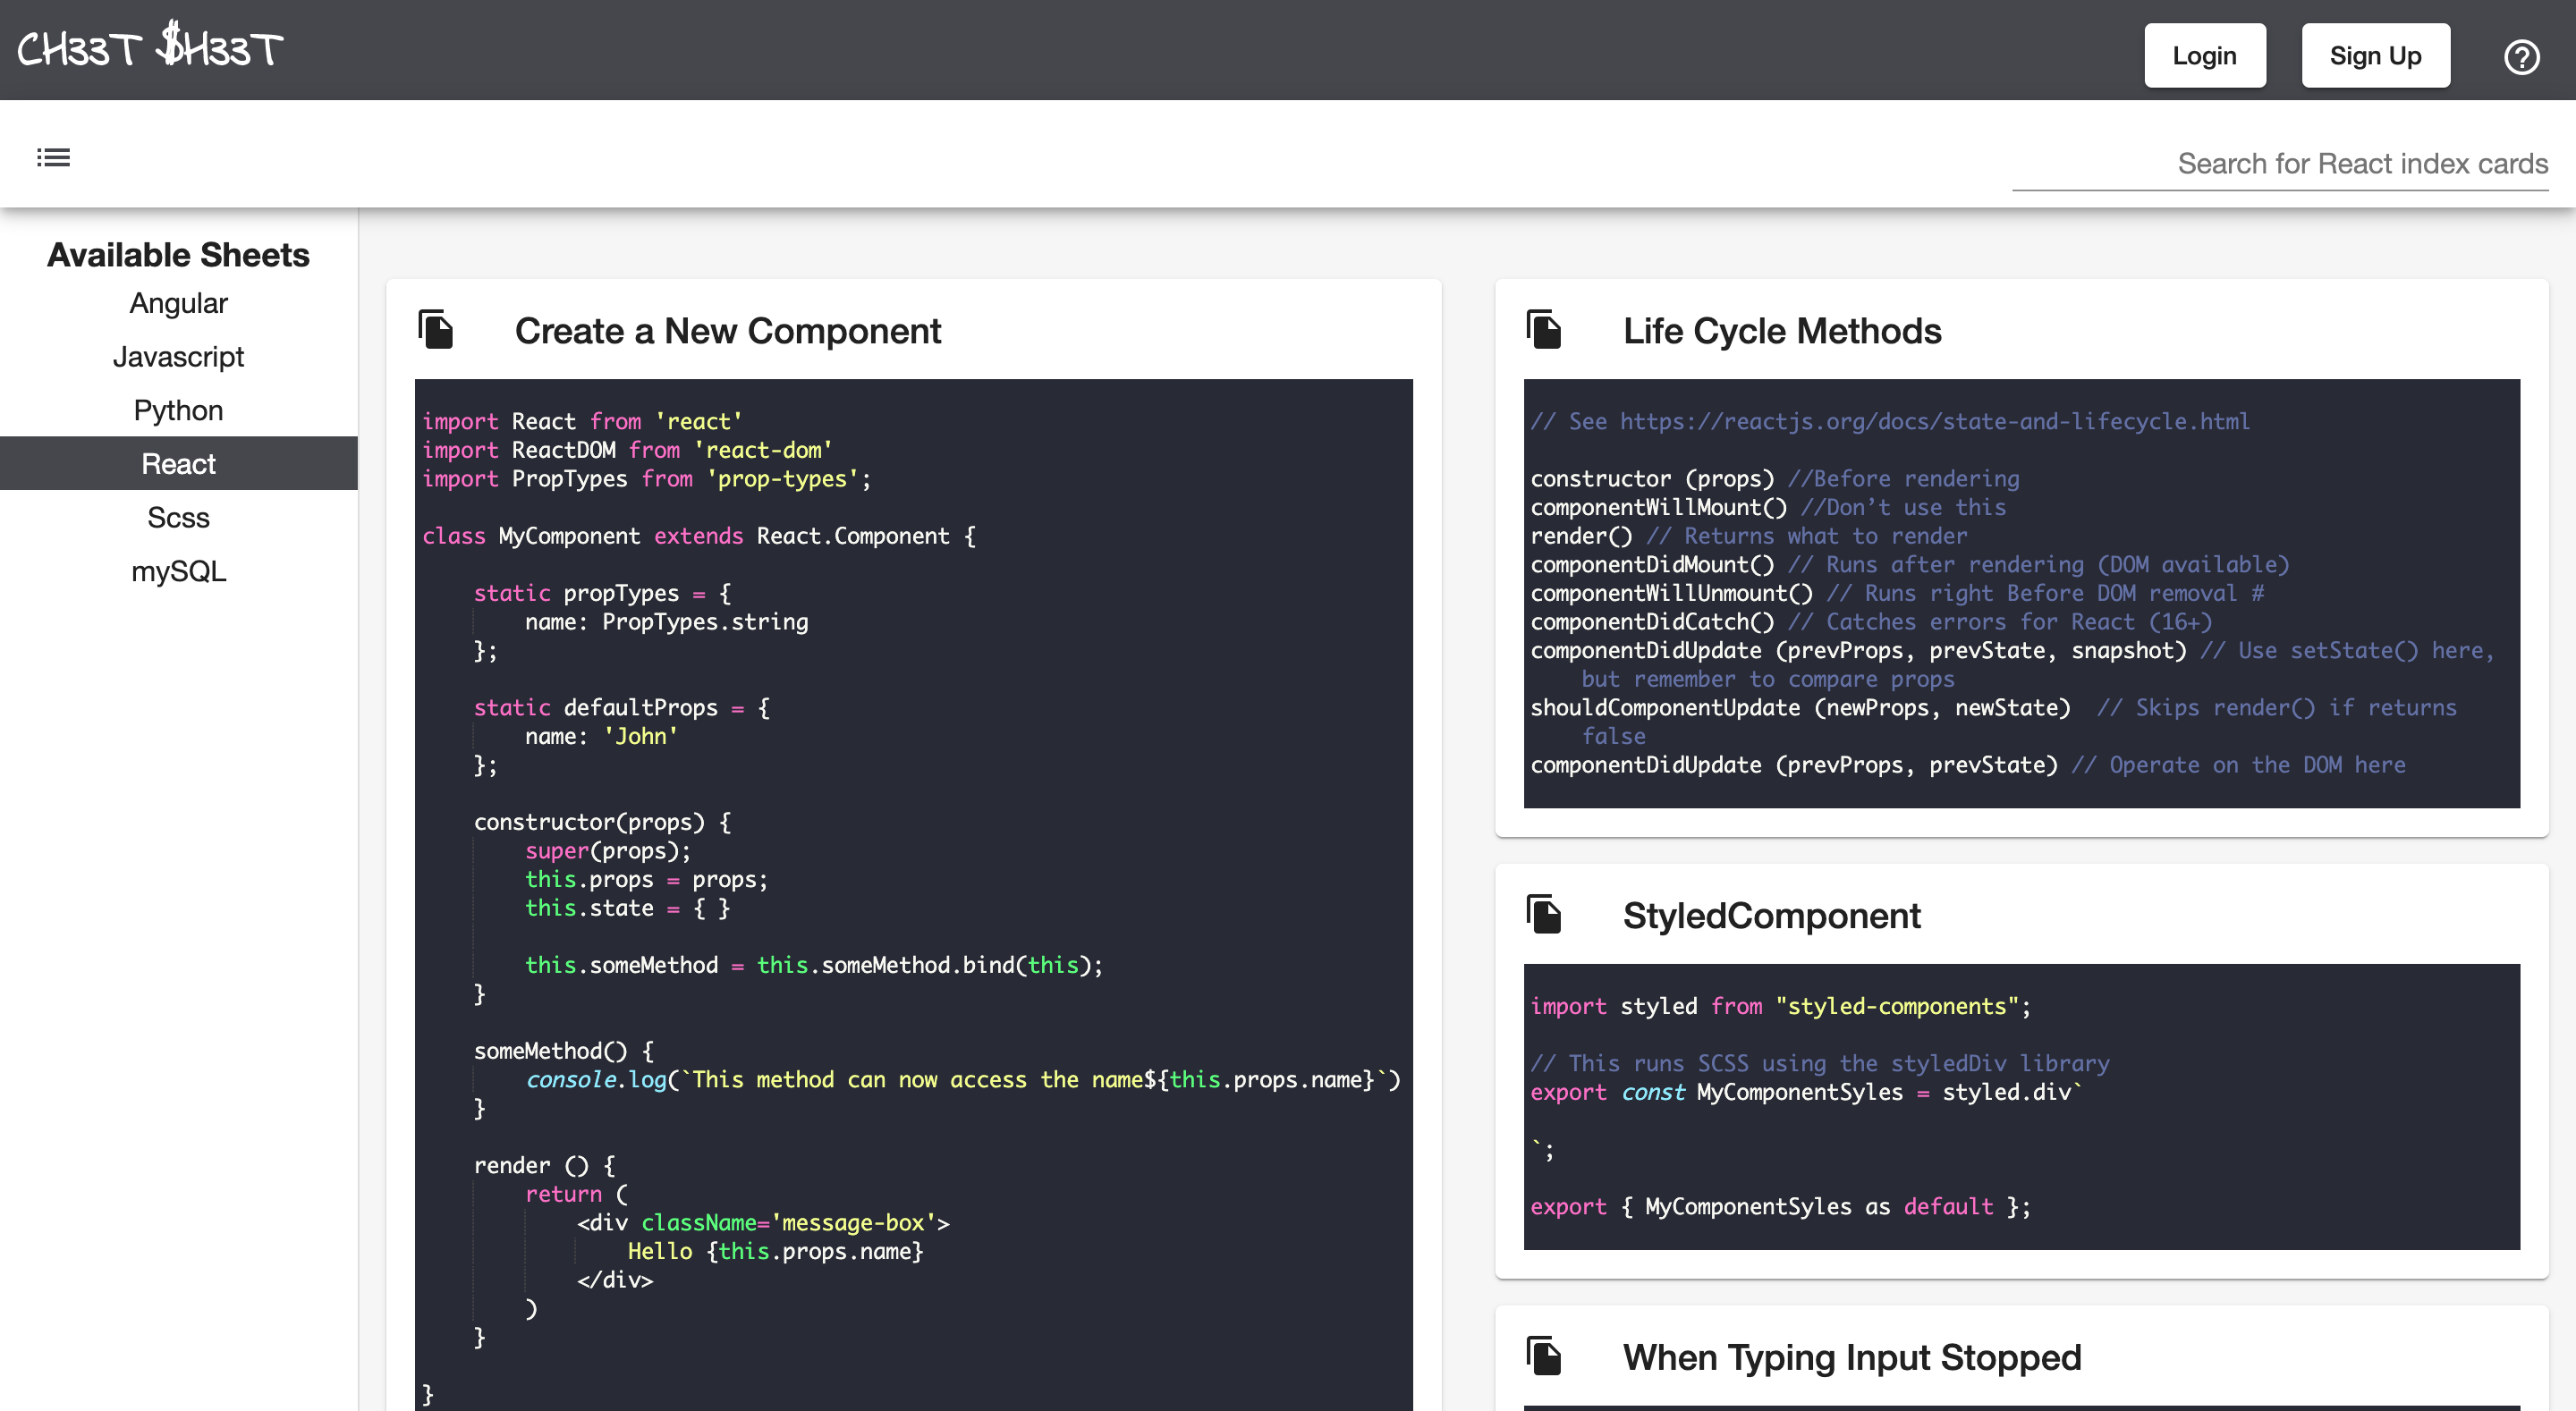 CH33T $H33T
Login
Sign Up
Search for React index cards
Available Sheets
Angular
Javascript
Python
React
Scss
mySQL
Create a New Component
import React from 'react'
import ReactDOM from 'react-dom'
import PropTypes from 'prop-types';
class MyComponent extends React.Component {
static propTypes = {
name: PropTypes.string
};
static defaultProps = {
name: 'John'
};
constructor(props) {
super(props);
this.props = props;
this.state = { }
this.someMethod = this.someMethod.bind(this);
}
someMethod() {
console.log(`This method can now access the name${this.props.name}`)
}
render () {
return (
<div className='message-box'>
Hello {this.props.name}
</div>
)
}
}
Life Cycle Methods
// See https://reactjs.org/docs/state-and-lifecycle.html
constructor (props) //Before rendering
componentWillMount() //Don’t use this
render() // Returns what to render
componentDidMount() // Runs after rendering (DOM available)
componentWillUnmount() // Runs right Before DOM removal #
componentDidCatch() // Catches errors for React (16+)
componentDidUpdate (prevProps, prevState, snapshot) // Use setState() here,
but remember to compare props
shouldComponentUpdate (newProps, newState)  // Skips render() if returns
false
componentDidUpdate (prevProps, prevState) // Operate on the DOM here
StyledComponent
import styled from "styled-components";
// This runs SCSS using the styledDiv library
export const MyComponentSyles = styled.div`
`;
export { MyComponentSyles as default };
When Typing Input Stopped